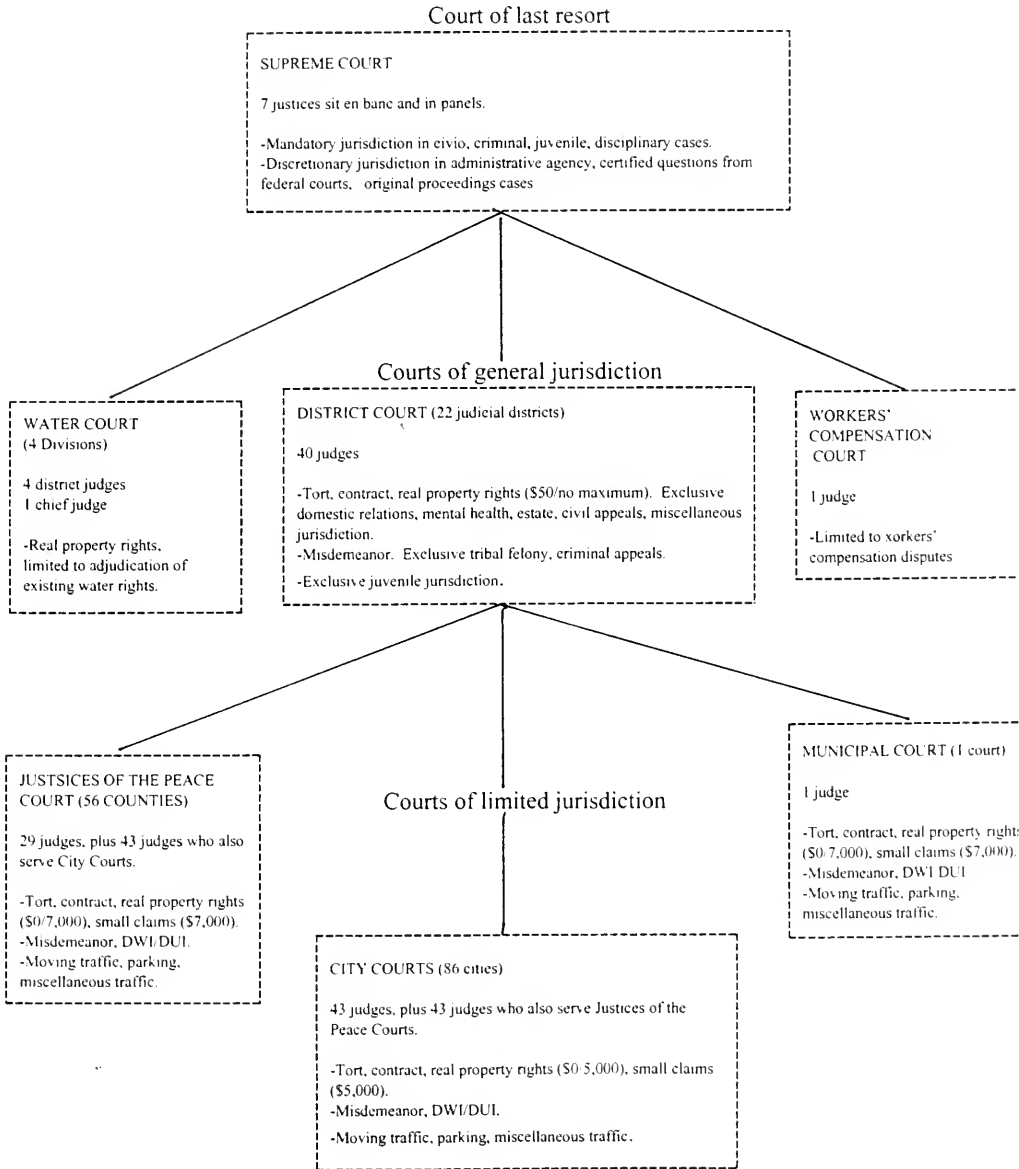 Court of last resort
SUPREME COURT
7 justices sit en banc and in panels.
-Mandatory jurisdiction in civio, criminal, juvenile, disciplinary cases.
-Discretionary jurisdiction in administrative agency, certified questions from
federal courts, original proceedings cases
Courts of general jurisdiction
WATER COURT
(4 Divisions)
4 district judges
1 chief judge
-Real property rights,
limited to adjudication of
existing water rights.
DISTRICT COURT (22 judicial districts)
40 judges
-Tort, contract, real property rights ($50/no maximum). Exclusive
domestic relations, mental health, estate, civil appeals, miscellaneous
jurisdiction.
-Misdemeanor. Exclusive tribal felony, criminal appeals.
-Exclusive juvenile jurisdiction.
WORKERS'
COMPENSATION
COURT
1 judge
-Limited to xorkers'
compensation disputes
JUSTSICES OF THE PEACE
COURT (56 COUNTIES)
29 judges, plus 43 judges who also
serve City Courts.
-Tort, contract, real property rights
($0/7,000), small claims ($7,000).
-Misdemeanor, DWI/DUI.
-Moving traffic, parking,
miscellaneous traffic.
Courts of limited jurisdiction
CITY COURTS (86 cities)
43 judges, plus 43 judges who also serve Justices of the
Peace Courts.
-Tort, contract, real property rights ($0/5,000), small claims
($5,000).
-Misdemeanor, DWI/DUI.
-Moving traffic, parking, miscellaneous traffic.
MUNICIPAL COURT (1 court)
1 judge
-Tort, contract, real property rights
($0/7,000), small claims ($7,000).
-Misdemeanor, DWI DUI
-Moving traffic, parking,
miscellaneous traffic.